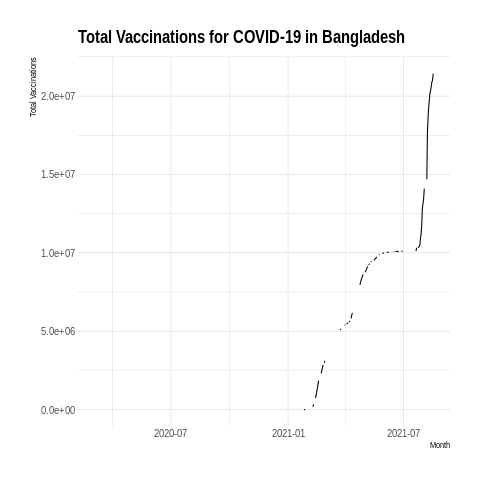 Total Vaccinations for COVID-19 in Bangladesh
Total Vaccinations
2.0e+07
1.5e+07
1.0e+07
5.0e+06
0.0e+00
2020-07 2021-01 2021-07
Month